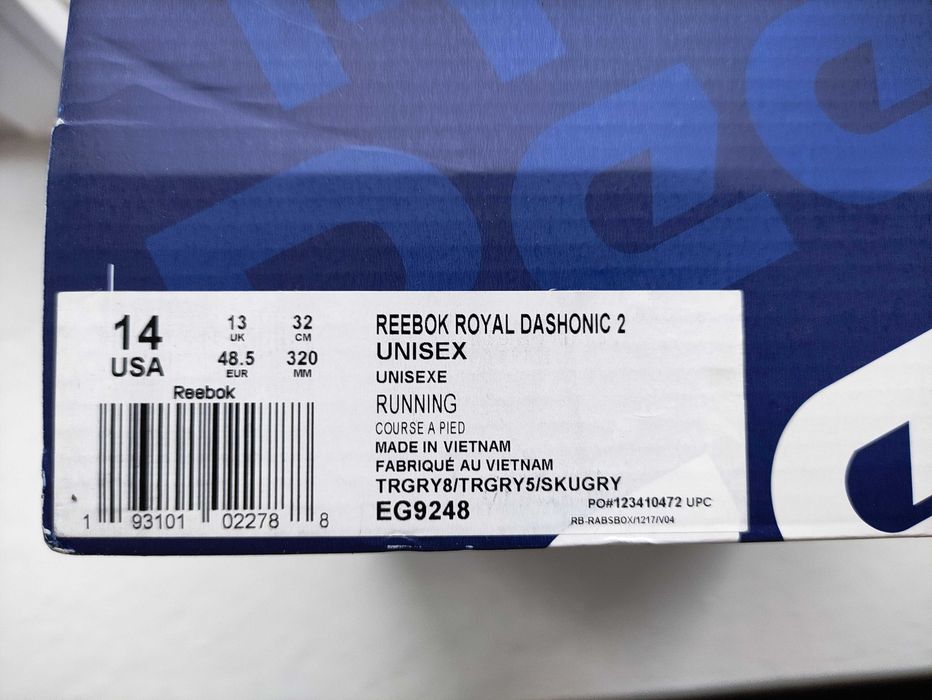 14
USA
13
UK
48.5
EUR
32
CM
320
MM
Reebok
1 93101 02278 8
REEBOK ROYAL DASHONIC 2
UNISEX
UNISEXE
RUNNING
COURSE A PIED
MADE IN VIETNAM
FABRIQUÉ AU VIETNAM
TRGRY8/TRGRY5/SKUGRY
EG9248
PO#123410472 UPC
RB-RABSBOX/1217/V04